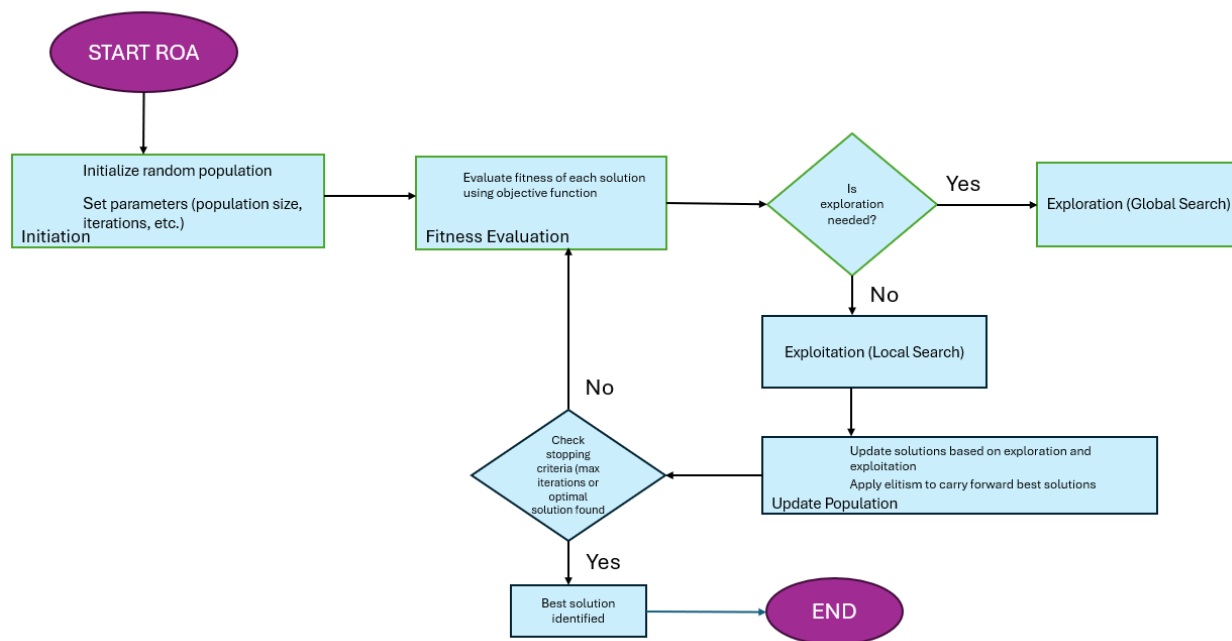 START ROA
Initialize random population
Set parameters (population size,
iterations, etc.)
Initiation
Evaluate fitness of each solution
using objective function
Fitness Evaluation
Is
exploration
needed?
Yes
Exploration (Global Search)
No
Exploitation (Local Search)
Update solutions based on exploration and
exploitation
Apply elitism to carry forward best solutions
Update Population
No
Check
stopping
criteria (max
iterations or
optimal
solution found
Yes
Best solution
identified
END